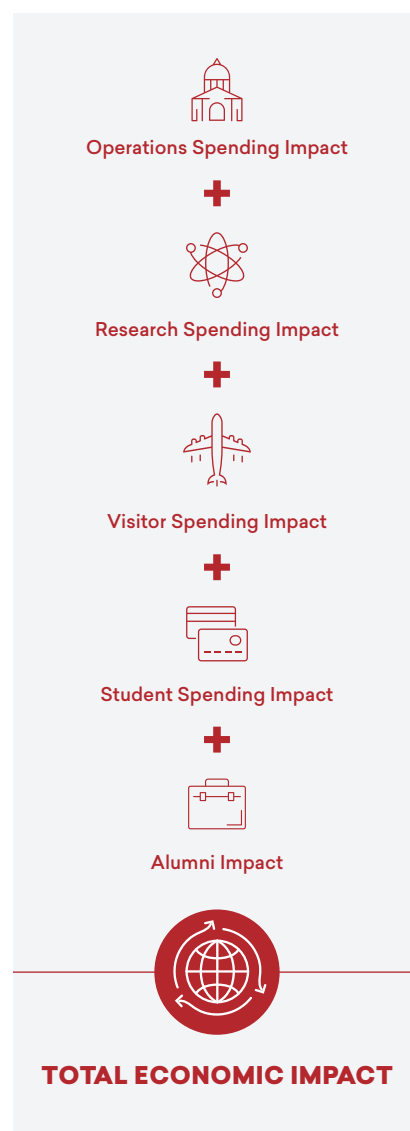 Operations Spending Impact
+
Research Spending Impact
+
Visitor Spending Impact
+
Student Spending Impact
+
Alumni Impact
TOTAL ECONOMIC IMPACT